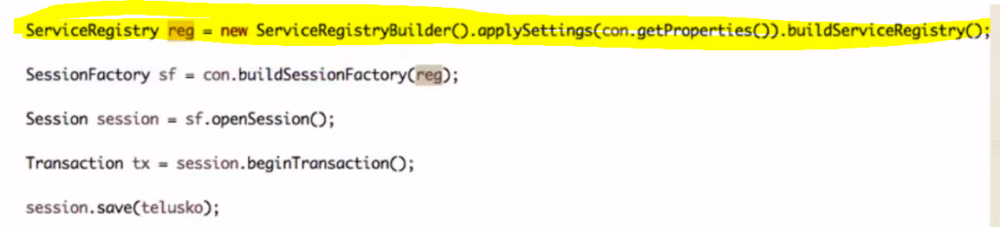 ServiceRegistry reg = new ServiceRegistryBuilder().applySettings(con.getProperties()).buildServiceRegistry();
SessionFactory sf = con.buildSessionFactory(reg);
Session session = sf.openSession();
Transaction tx = session.beginTransaction();
session.save(telusko);